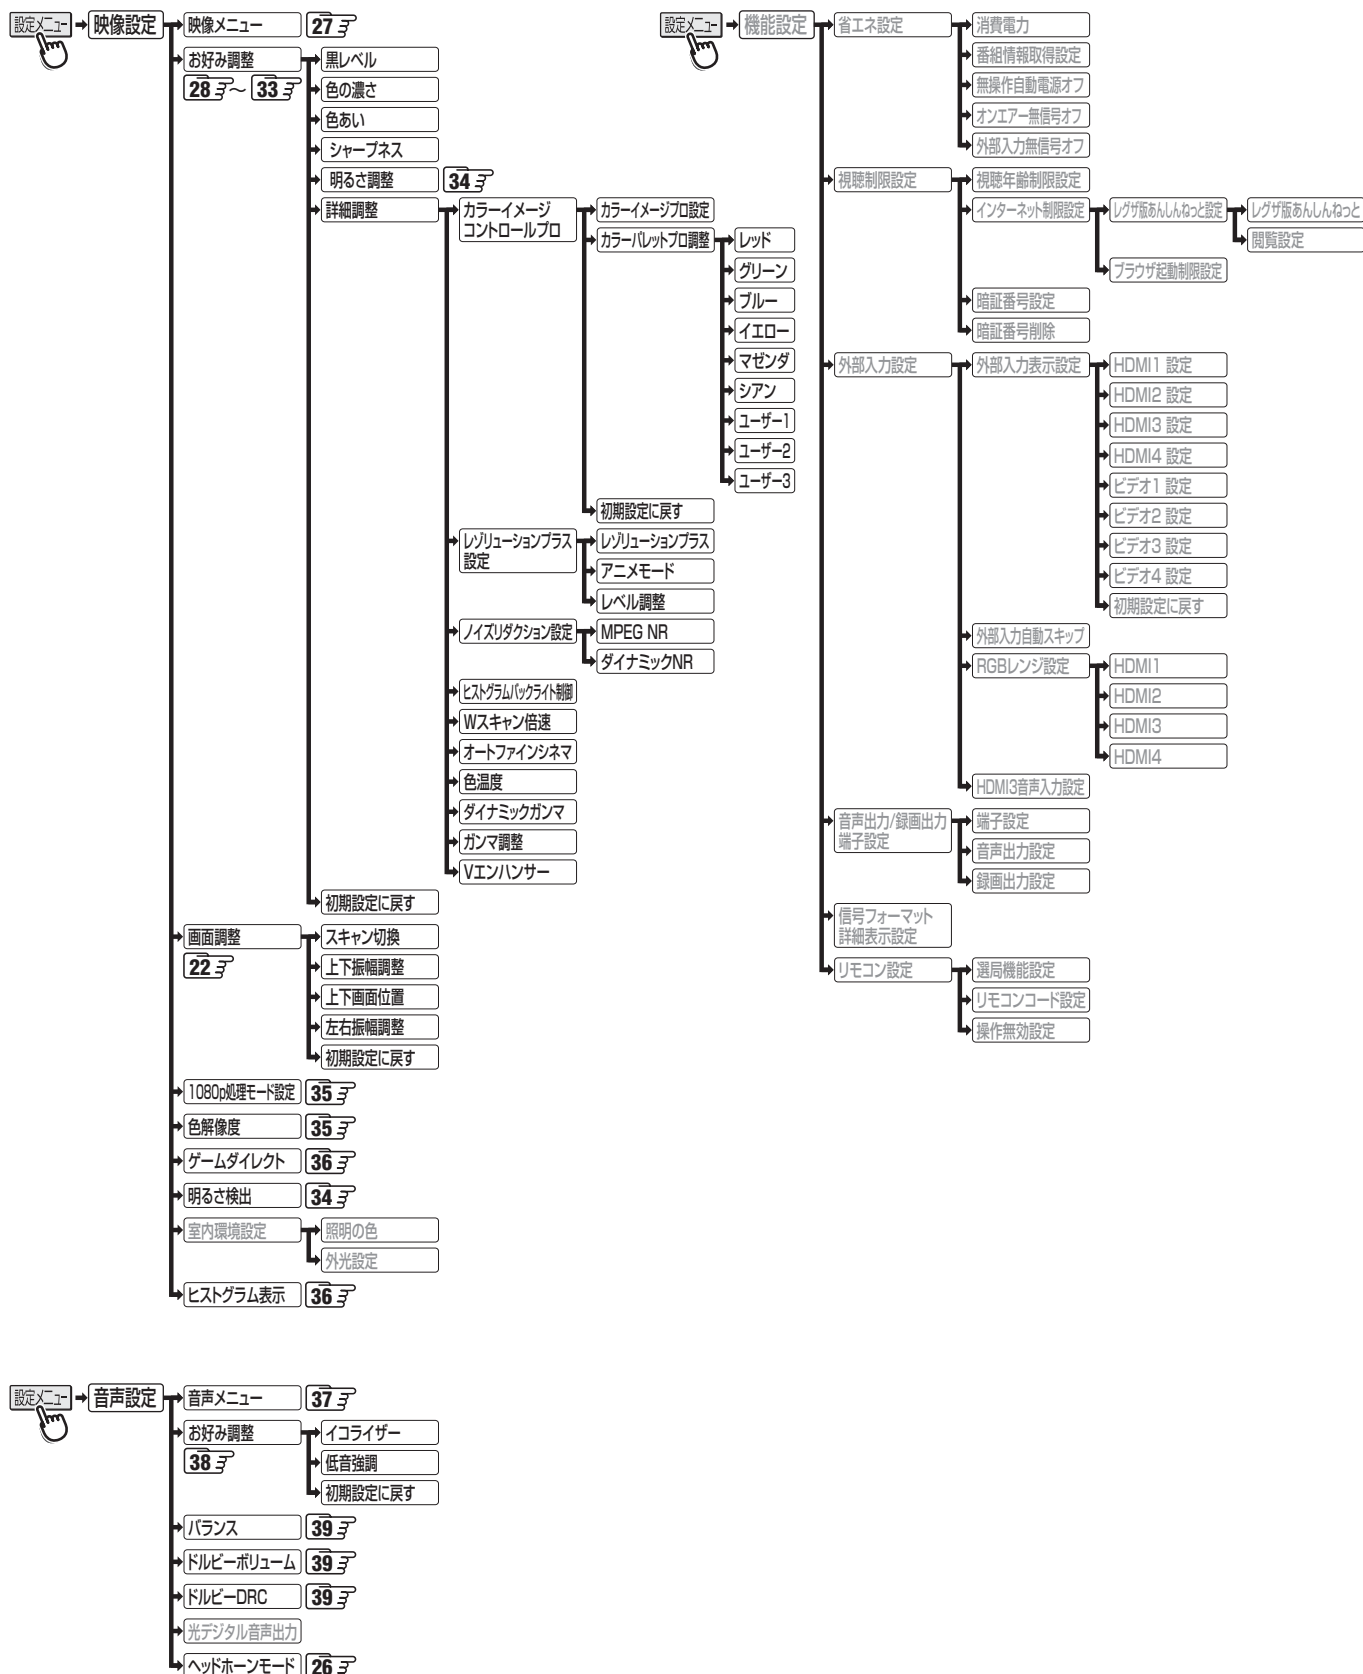 設定メニュー
映像設定
映像メニュー
27
お好み調整
28 ～ 33
黒レベル
色の濃さ
色あい
シャープネス
明るさ調整
34
詳細調整
カラーイメージ
コントロールプロ
カラーイメージプロ設定
カラーパレットプロ調整
レッド
グリーン
ブルー
イエロー
マゼンダ
シアン
ユーザー1
ユーザー2
ユーザー3
初期設定に戻す
レゾリューションプラス
設定
レゾリューションプラス
アニメモード
レベル調整
ノイズリダクション設定
MPEG NR
ダイナミックNR
ヒストグラムバックライト制御
Wスキャン倍速
オートファインシネマ
色温度
ダイナミックガンマ
ガンマ調整
Vエンハンサー
初期設定に戻す
画面調整
22
スキャン切換
上下振幅調整
上下画面位置
左右振幅調整
初期設定に戻す
1080p処理モード設定
35
色解像度
35
ゲームダイレクト
36
明るさ検出
34
室内環境設定
照明の色
外光設定
ヒストグラム表示
36
設定メニュー
音声設定
音声メニュー
37
お好み調整
38
イコライザー
低音強調
初期設定に戻す
バランス
39
ドルビーボリューム
39
ドルビーDRC
39
光デジタル音声出力
ヘッドホーンモード
26
設定メニュー
機能設定
省エネ設定
消費電力
番組情報取得設定
無操作自動電源オフ
オンエアー無信号オフ
外部入力無信号オフ
視聴制限設定
視聴年齢制限設定
インターネット制限設定
レグザ版あんしんねっと設定
レグザ版あんしんねっと
閲覧設定
ブラウザ起動制限設定
暗証番号設定
暗証番号削除
外部入力設定
外部入力表示設定
HDMI1 設定
HDMI2 設定
HDMI3 設定
HDMI4 設定
ビデオ1 設定
ビデオ2 設定
ビデオ3 設定
ビデオ4 設定
初期設定に戻す
外部入力自動スキップ
RGBレンジ設定
HDMI1
HDMI2
HDMI3
HDMI4
HDMI3音声入力設定
音声出力/録画出力
端子設定
端子設定
音声出力設定
録画出力設定
信号フォーマット
詳細表示設定
リモコン設定
選局機能設定
リモコンコード設定
操作無効設定